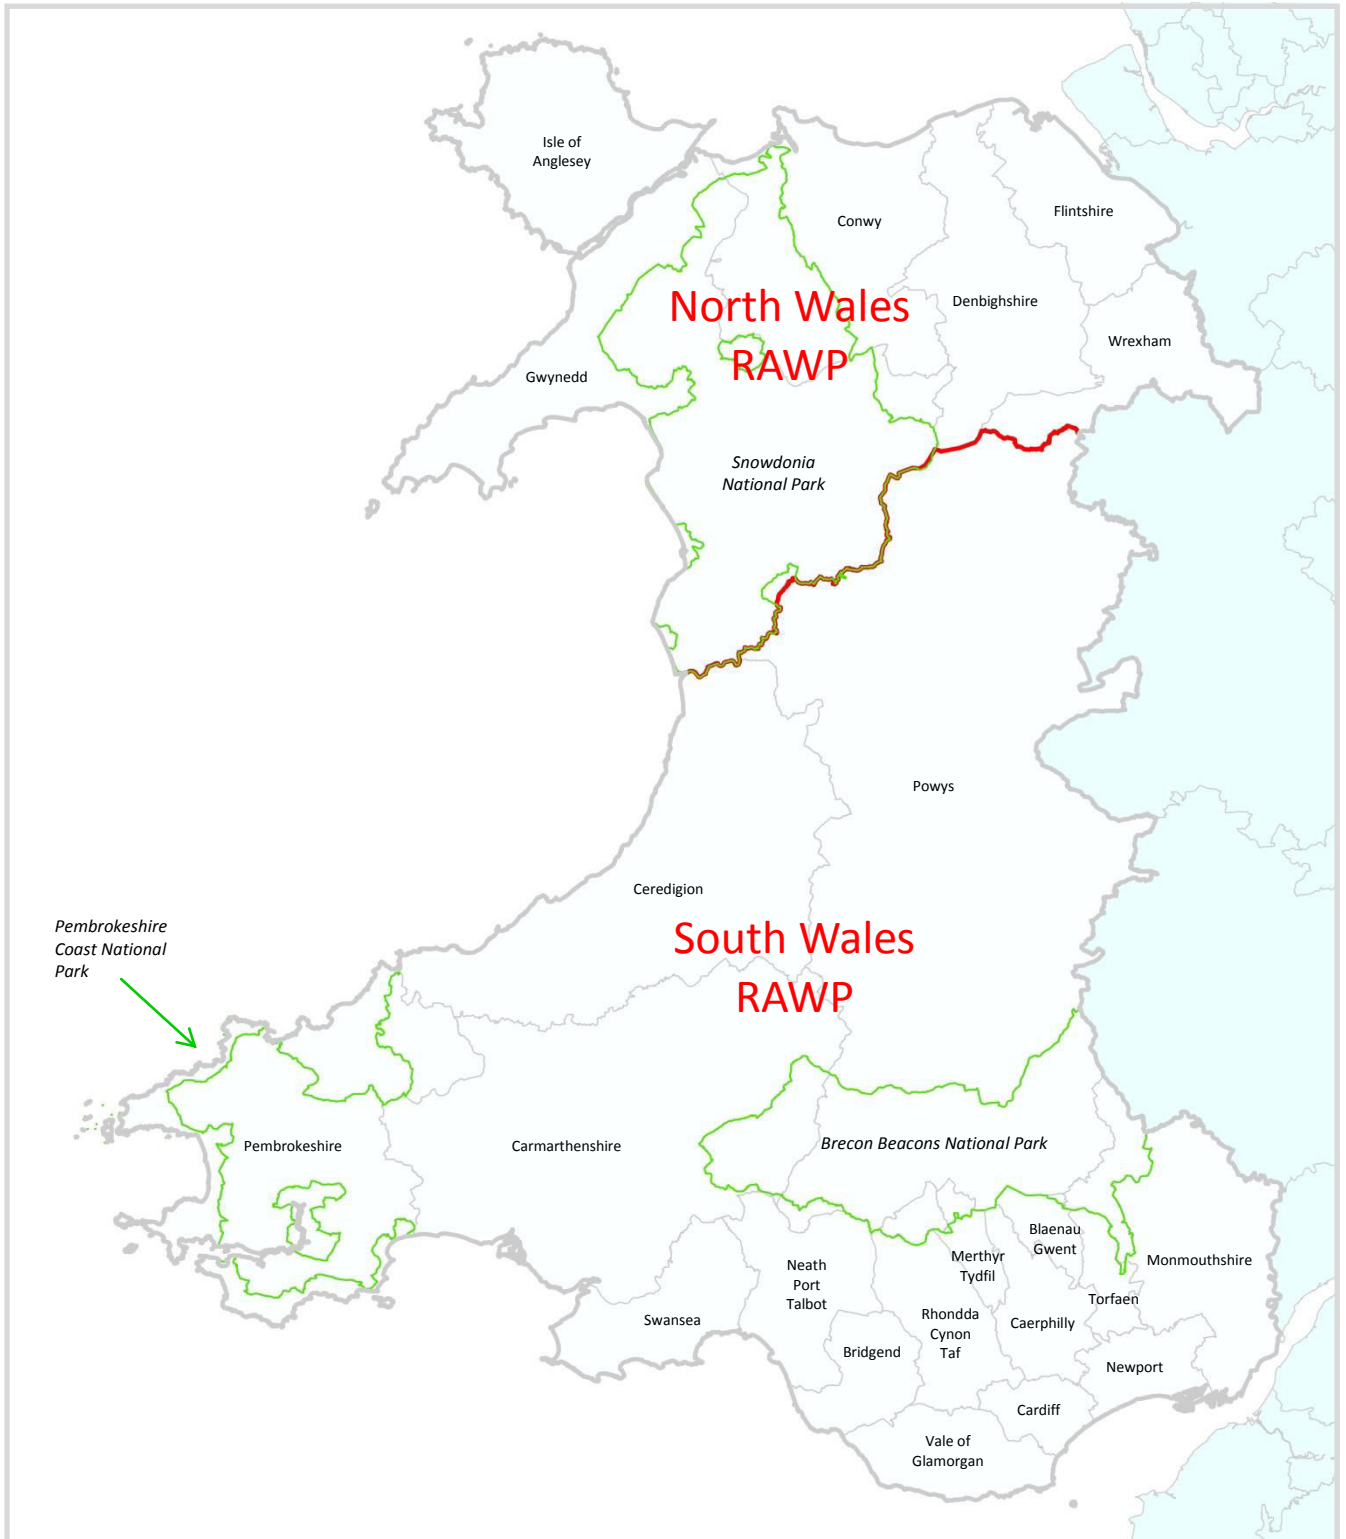 Isle of
Anglesey
Flintshire
Conwy
North Wales
RAWP
Denbighshire
Wrexham
Gwynedd
Snowdonia
National Park
Powys
Ceredigion
South Wales
RAWP
Pembrokeshire
Coast National
Park
Pembrokeshire
Carmarthenshire
Brecon Beacons National Park
Blaenau
Gwent
Merthyr
Tydfil
Monmouthshire
Neath
Port
Talbot
Torfaen
Swansea
Rhondda
Cynon
Taf
Caerphilly
Bridgend
Newport
Cardiff
Vale of
Glamorgan